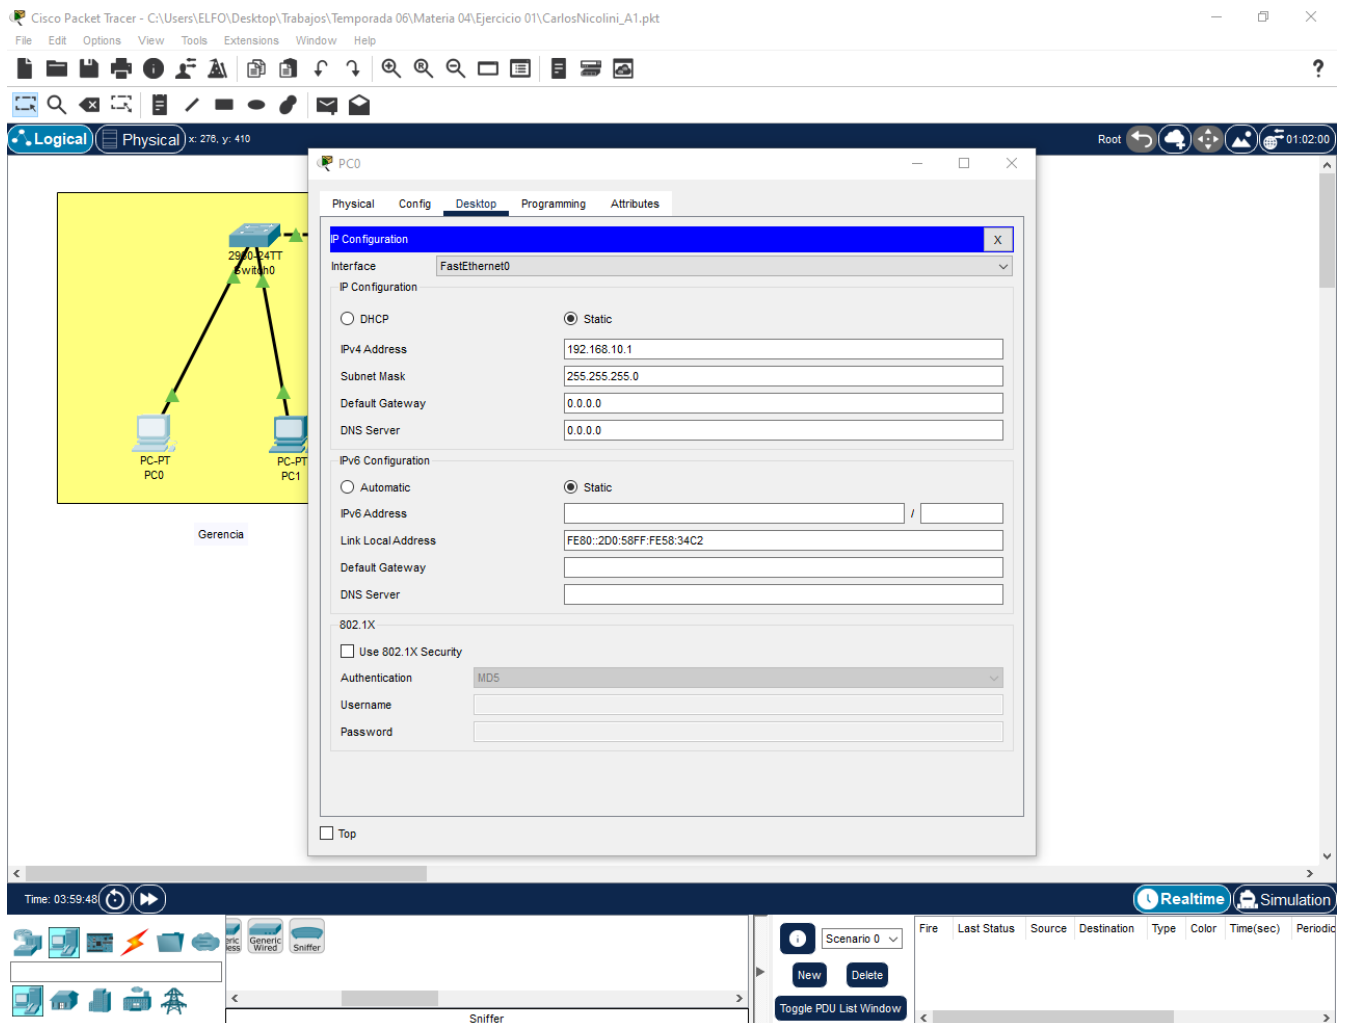 Cisco Packet Tracer - C:\Users\ELFO\Desktop\Trabajos\Temporada 06\Materia 04\Ejercicio 01\CarlosNicolini_A1.pkt
File Edit Options View Tools Extensions Window Help
Logical Physical x: 278, y: 410 Root 01:02:00
PC0
Physical Config Desktop Programming Attributes
IP Configuration X
Interface FastEthernet0
IP Configuration
DHCP Static
IPv4 Address 192.168.10.1
Subnet Mask 255.255.255.0
Default Gateway 0.0.0.0
DNS Server 0.0.0.0
IPv6 Configuration
Automatic Static
IPv6 Address /
Link Local Address FE80::2D0:58FF:FE58:34C2
Default Gateway
DNS Server
802.1X
Use 802.1X Security
Authentication MD5
Username
Password
Top
2960-24TT
Switch0
PC-PT
PC0
PC-PT
PC1
Gerencia
Time: 03:59:48 Realtime Simulation
Generic
Wired
Sniffer
Sniffer
Scenario 0
New Delete
Toggle PDU List Window
Fire Last Status Source Destination Type Color Time(sec) Periodic